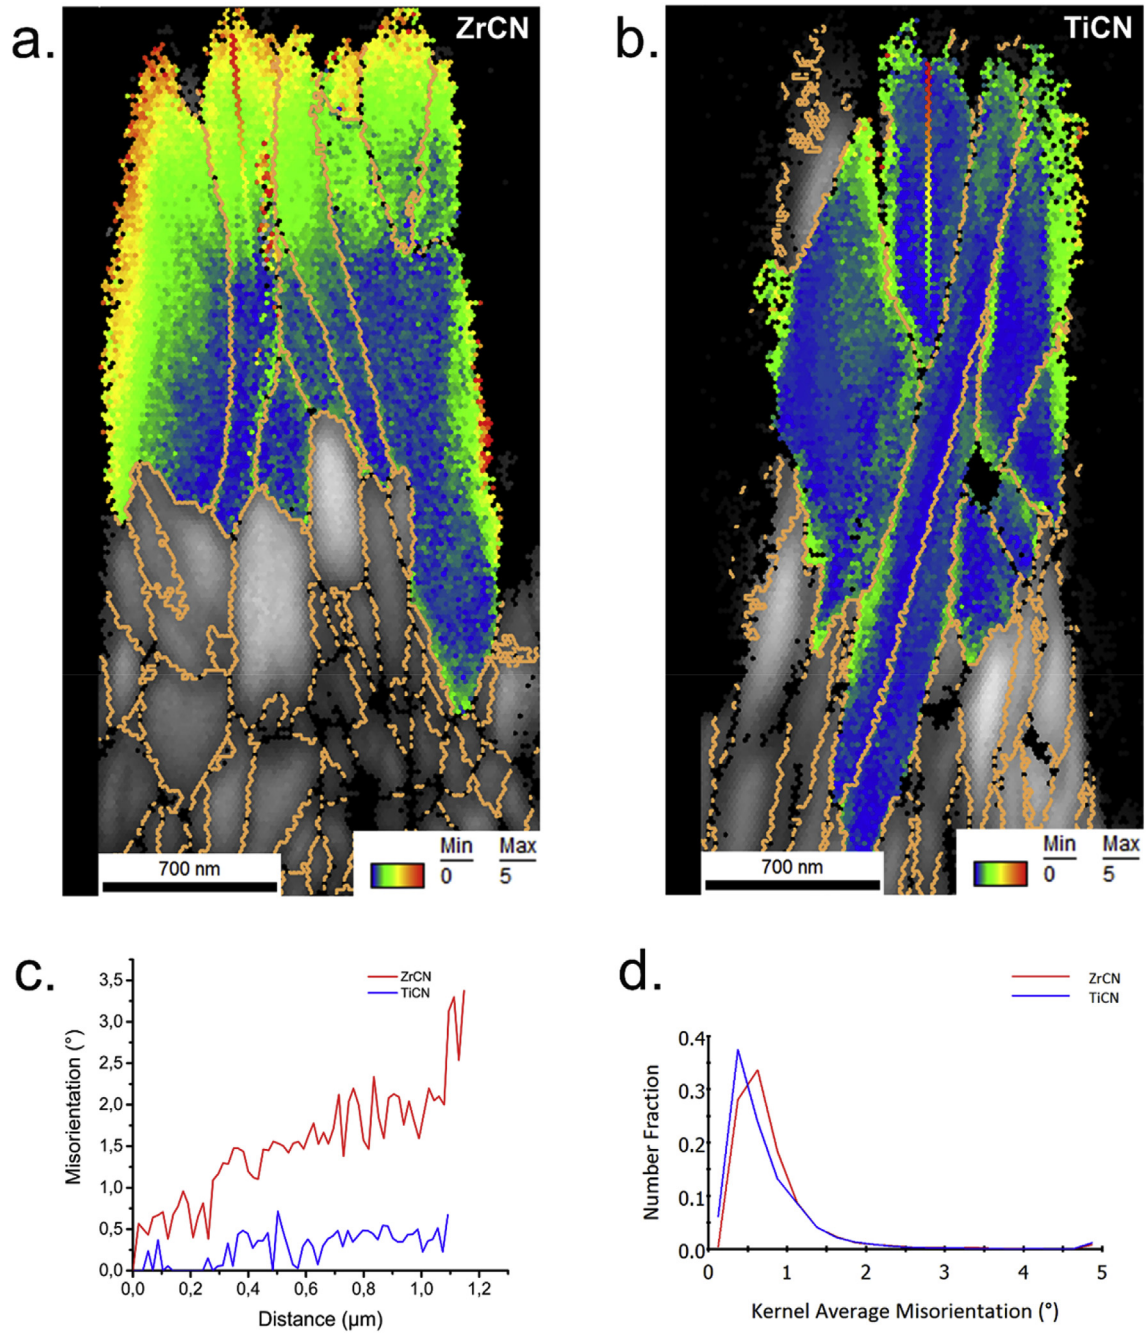 a.
ZrCN
Min Max
0 5
700 nm
b.
TiCN
Min Max
0 5
700 nm
c.
ZrCN
TiCN
3,5
3,0
2,5
2,0
1,5
1,0
0,5
0,0
Misorientation (°)
0,0 0,2 0,4 0,6 0,8 1,0 1,2
Distance (μm)
d.
ZrCN
TiCN
0.4
0.3
0.2
0.1
0.0
Number Fraction
0 1 2 3 4 5
Kernel Average Misorientation (°)